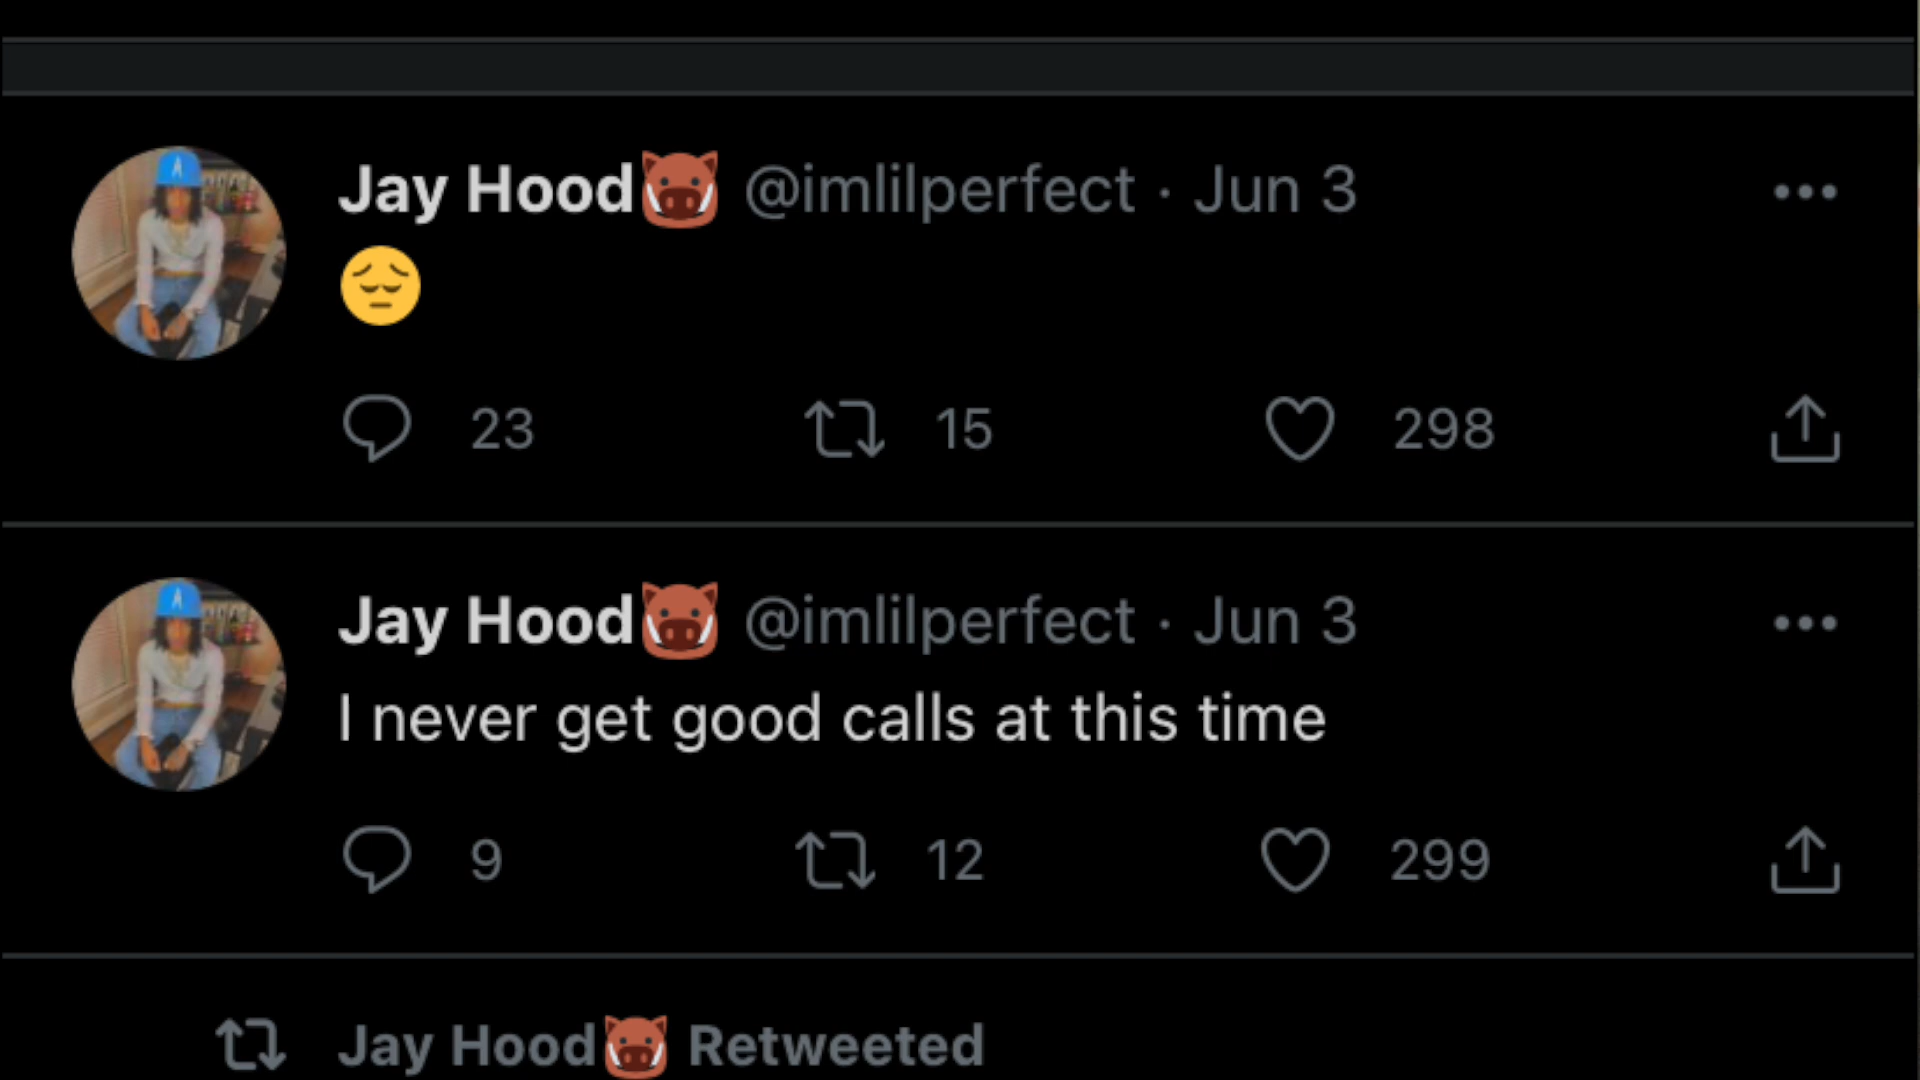 Jay Hood🐗 @imlilperfect · Jun 3
😔
23 15 298
Jay Hood🐗 @imlilperfect · Jun 3
I never get good calls at this time
9 12 299
Jay Hood🐗 Retweeted